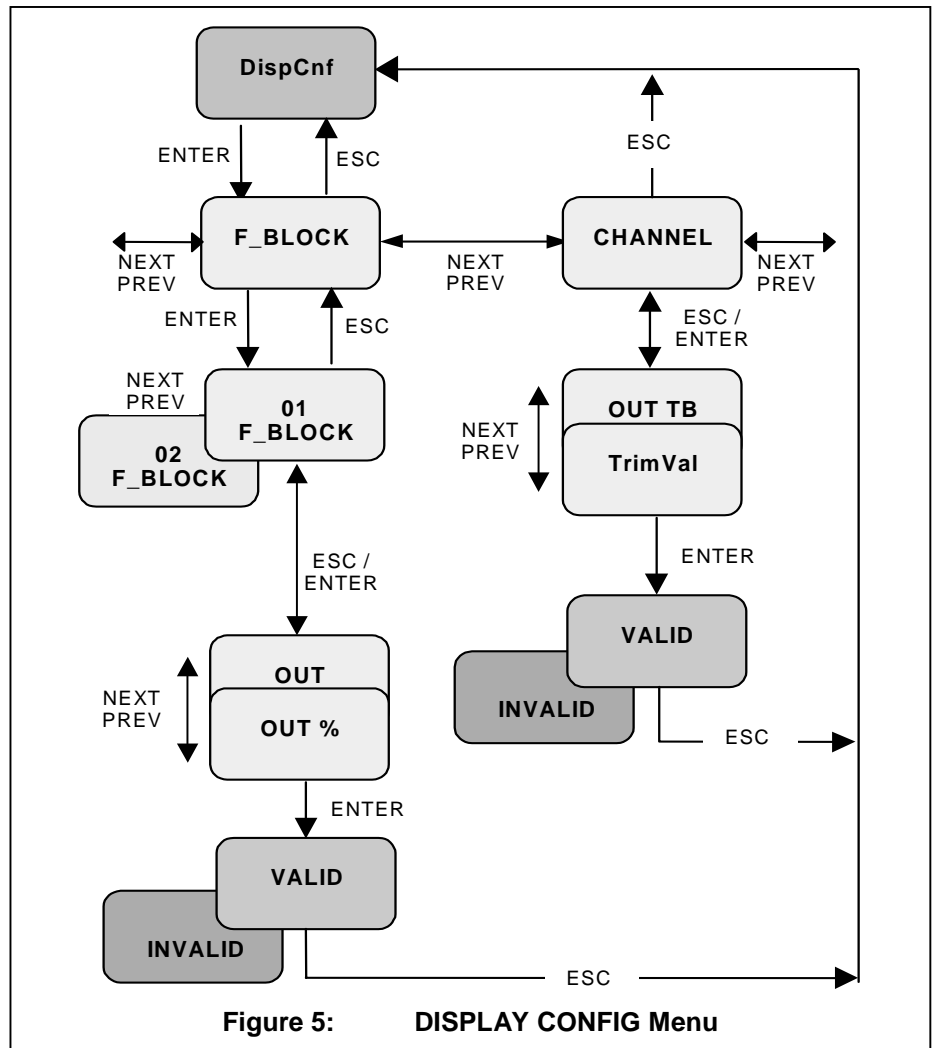 DispCnf
ENTER
ESC
ESC
F_BLOCK
CHANNEL
NEXT
PREV
NEXT
PREV
NEXT
PREV
ENTER
ESC
ESC /
ENTER
NEXT
PREV
01
F_BLOCK
02
F_BLOCK
NEXT
PREV
OUT TB
TrimVal
ENTER
ESC /
ENTER
VALID
INVALID
ESC
NEXT
PREV
OUT
OUT %
ENTER
VALID
INVALID
ESC
Figure 5: DISPLAY CONFIG Menu